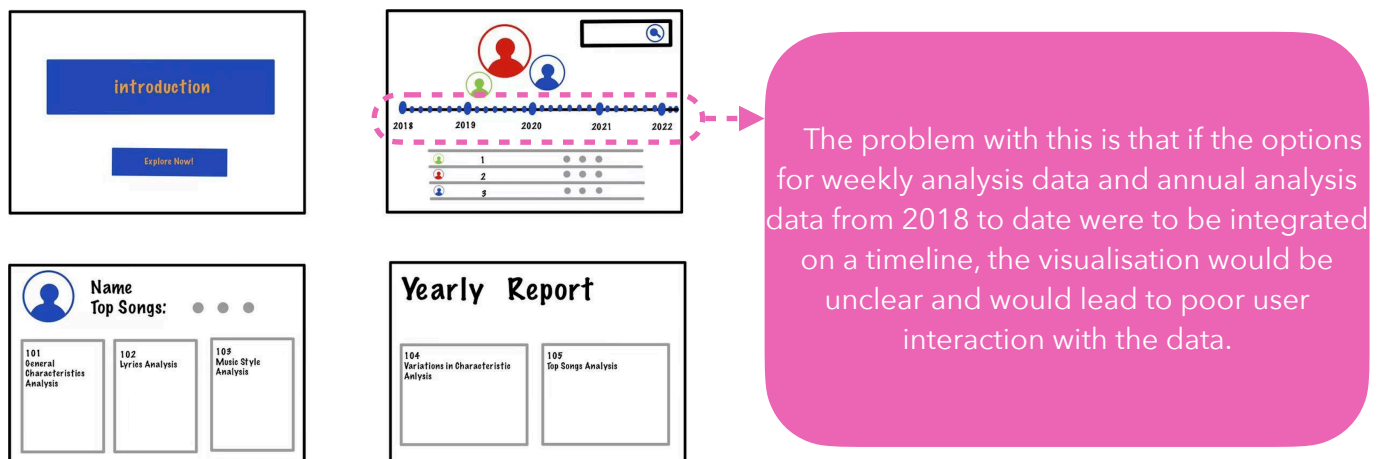 introduction
Explore Now!
2018 2019 2020 2021 2022
1
2
3
Name
Top Songs:
101
General
Characteristics
Analysis
102
Lyrics Analysis
103
Music Style
Analysis
Yearly Report
104
Variations in Characteristic
Anlysis
105
Top Songs Analysis
The problem with this is that if the options
for weekly analysis data and annual analysis
data from 2018 to date were to be integrated
on a timeline, the visualisation would be
unclear and would lead to poor user
interaction with the data.